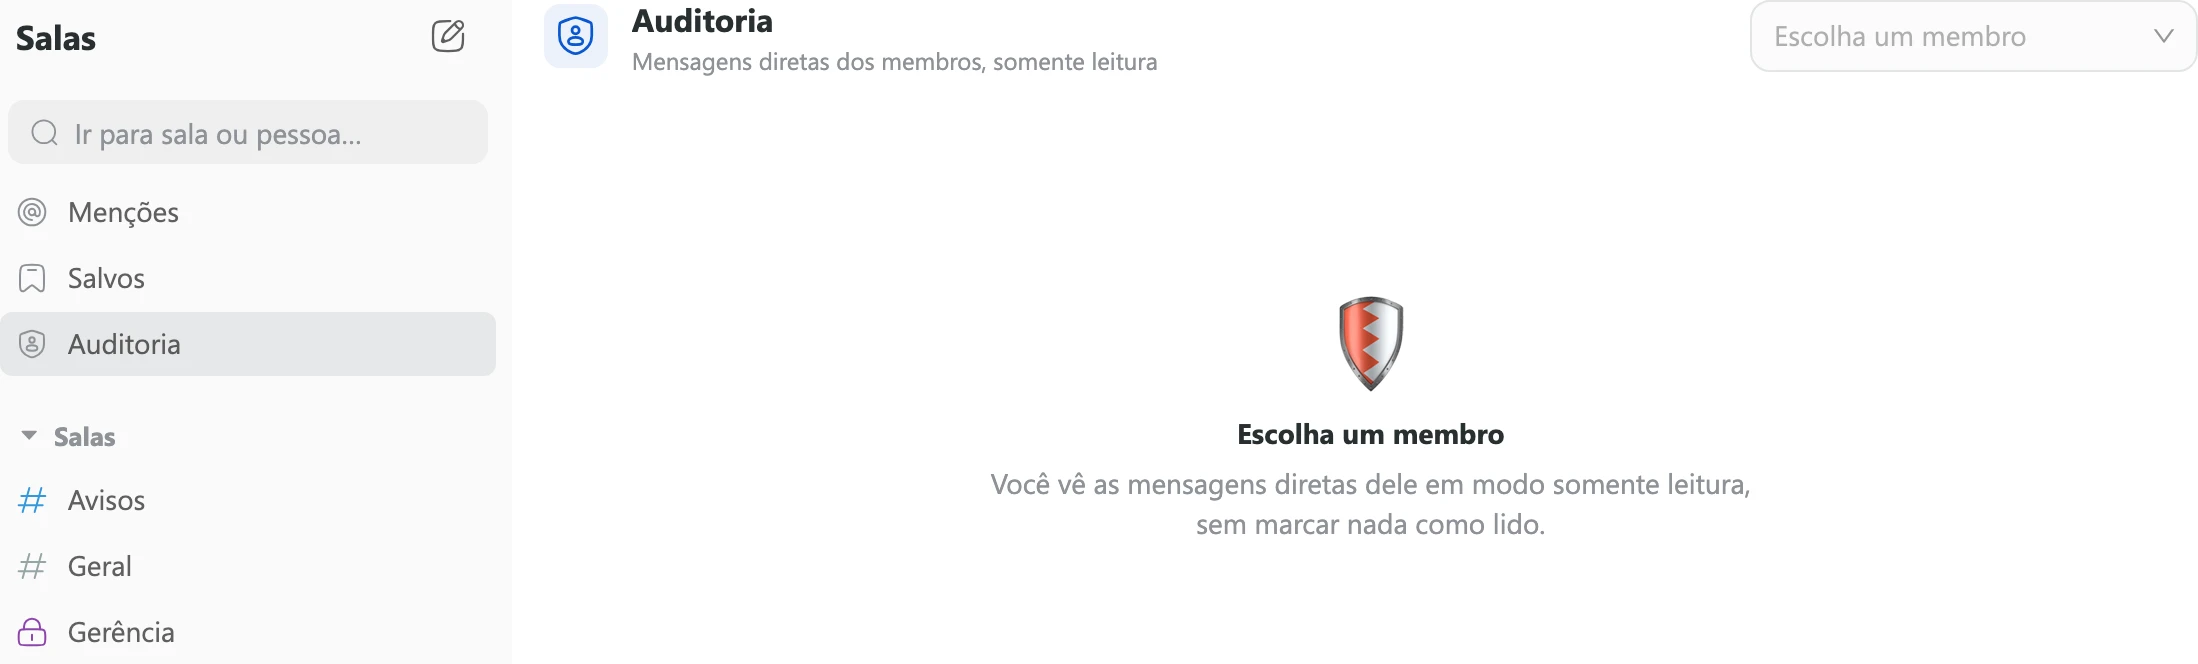 Salas
Ir para sala ou pessoa...
Menções
Salvos
Auditoria
Salas
Avisos
Geral
Gerência
Auditoria
Mensagens diretas dos membros, somente leitura
Escolha um membro
Escolha um membro
Você vê as mensagens diretas dele em modo somente leitura,
sem marcar nada como lido.